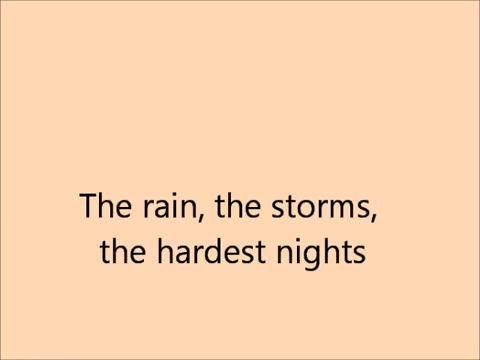 The rain, the storms,
the hardest nights